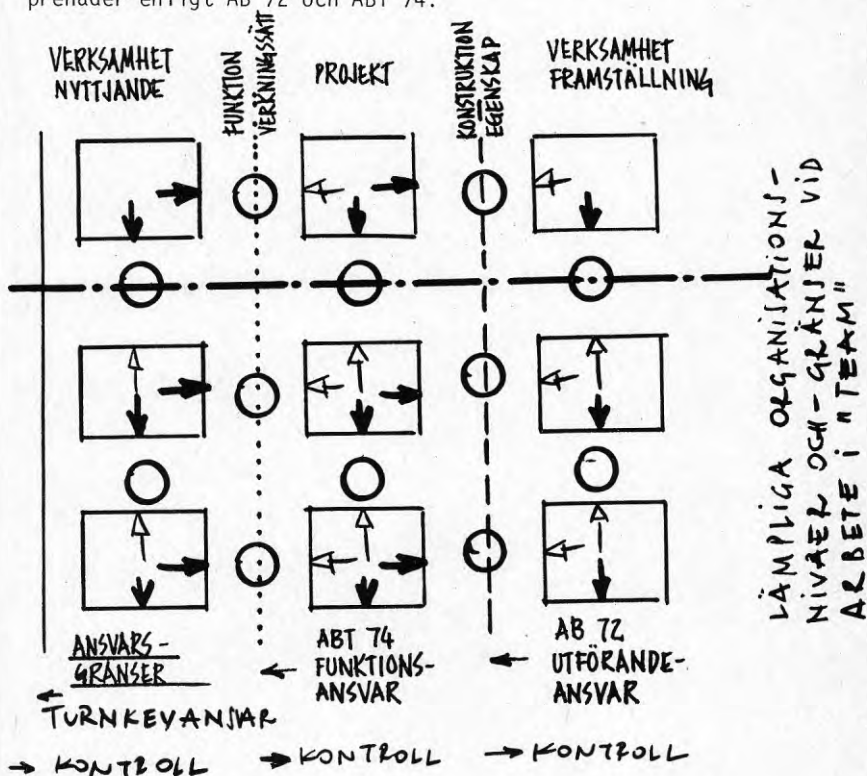 prenader enligt AB 72 och ABT 74.
VERKSAMHET
NYTTJANDE
FUNKTION
VERKNINGSSÄTT
PROJEKT
KONSTRUKTION
EGENSKAP
VERKSAMHET
FRAMSTÄLLNING
LÄMPLIGA ORGANISATIONS-
NIVÅER OCH-GRÄNSER VID
ARBETE i "TEAM"
ANSVARS-
GRÄNSER
ABT 74
FUNKTIONS-
ANSVAR
AB 72
UTFÖRANDE-
ANSVAR
TURNKEYANSVAR
KONTROLL
KONTROLL
KONTROLL